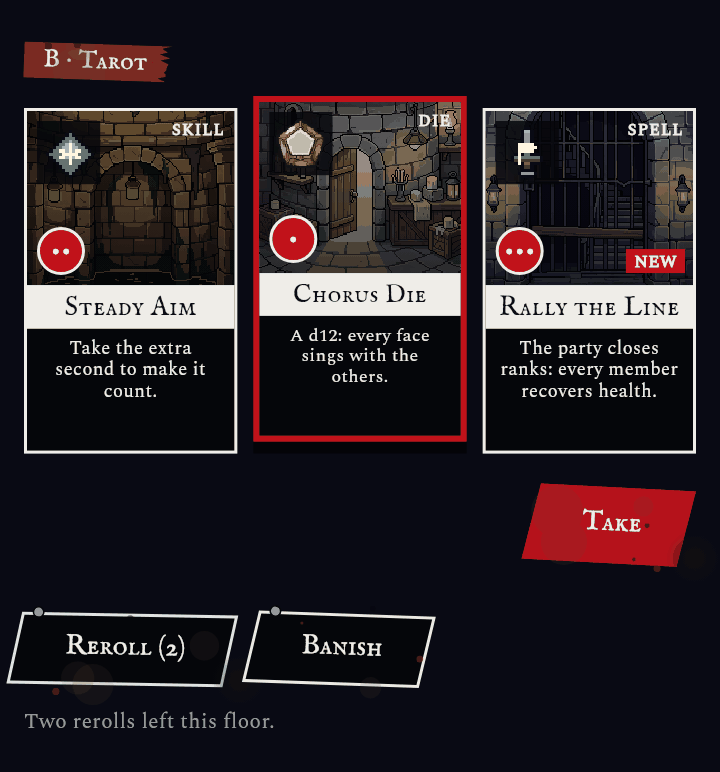 B · Tarot
SKILL
DIE
SPELL
NEW
Steady Aim
Chorus Die
Rally the Line
Take the extra
second to make it
count.
A d12: every face
sings with the
others.
The party closes
ranks: every member
recovers health.
Take
Reroll (2)
Banish
Two rerolls left this floor.